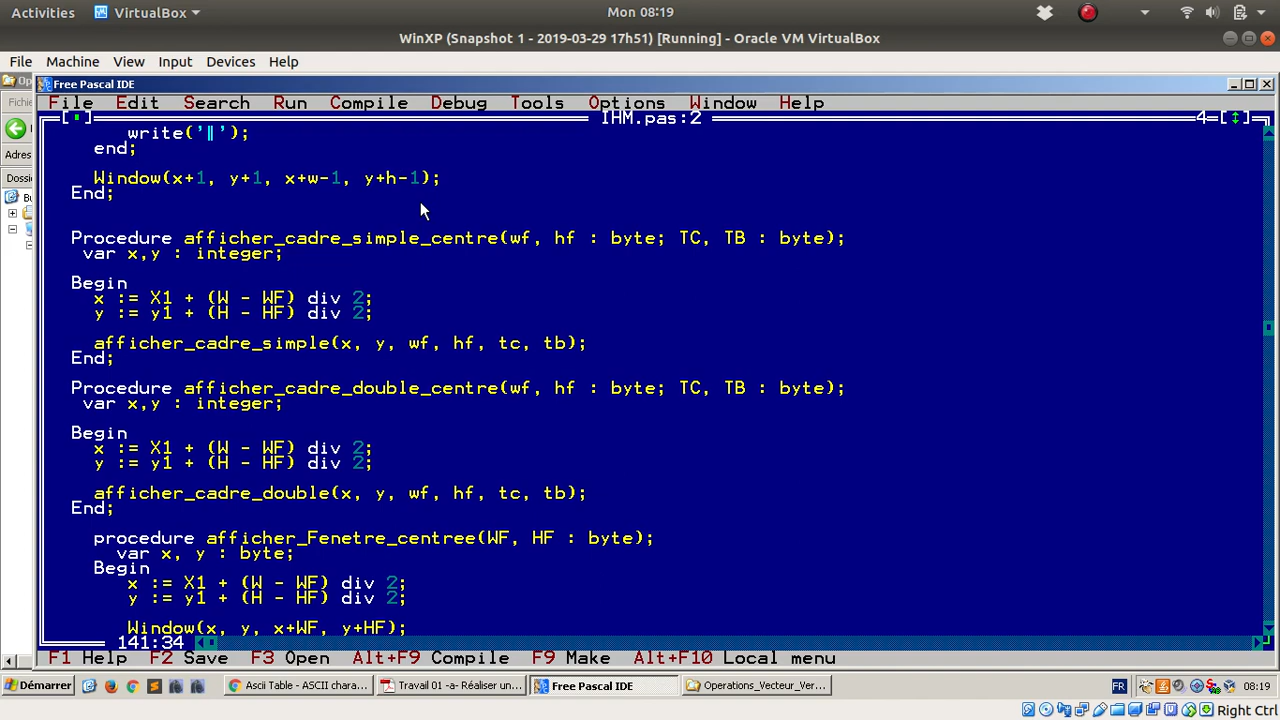 Activities VirtualBox Mon 08:19
WinXP (Snapshot 1 - 2019-03-29 17h51) [Running] - Oracle VM VirtualBox
File Machine View Input Devices Help
Free Pascal IDE
File Edit Search Run Compile Debug Tools Options Window Help
IHM.pas:2 4
write('║');
end;
Window(x+1, y+1, x+w-1, y+h-1);
End;
Procedure afficher_cadre_simple_centre(wf, hf : byte; TC, TB : byte);
var x,y : integer;
Begin
x := X1 + (W - WF) div 2;
y := y1 + (H - HF) div 2;
afficher_cadre_simple(x, y, wf, hf, tc, tb);
End;
Procedure afficher_cadre_double_centre(wf, hf : byte; TC, TB : byte);
var x,y : integer;
Begin
x := X1 + (W - WF) div 2;
y := y1 + (H - HF) div 2;
afficher_cadre_double(x, y, wf, hf, tc, tb);
End;
procedure afficher_Fenetre_centree(WF, HF : byte);
var x, y : byte;
Begin
x := X1 + (W - WF) div 2;
y := y1 + (H - HF) div 2;
Window(x, y, x+WF, y+HF);
141:34
F1 Help F2 Save F3 Open Alt+F9 Compile F9 Make Alt+F10 Local menu
Démarrer Ascii Table - ASCII chara... Travail 01 -a- Réaliser un... Free Pascal IDE Operations_Vecteur_Ver... FR 08:19
Right Ctrl
Op
Fichie
Adres
Dossie
Bu